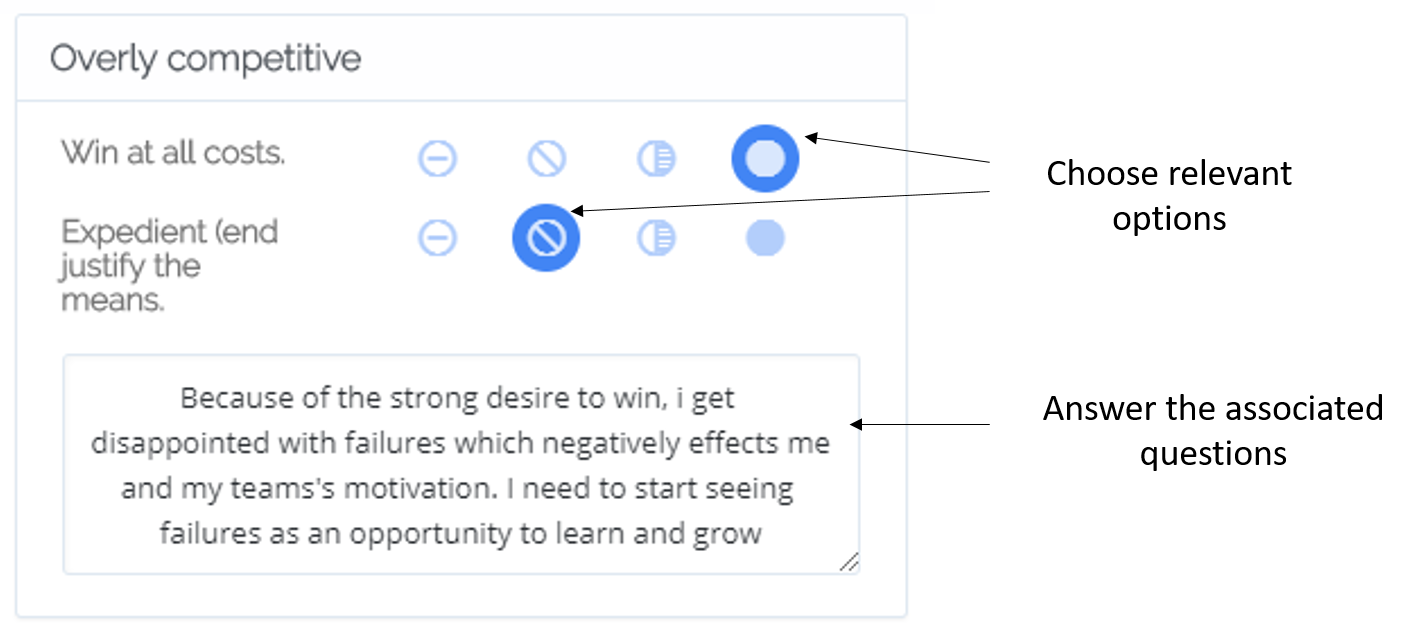 Overly competitive
Win at all costs.
Expedient (end
justify the
means.
Choose relevant
options
Because of the strong desire to win, i get
disappointed with failures which negatively effects me
and my teams's motivation. I need to start seeing
failures as an opportunity to learn and grow
Answer the associated
questions